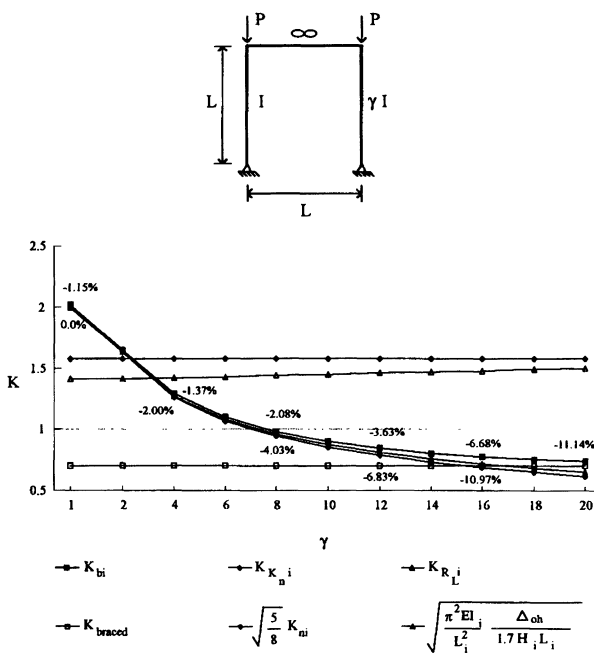 P P
∞
L I γ I
L
2.5
2
1.5
1
0.5
K
-1.15%
0.0%
-1.37%
-2.00%
-2.08%
-4.03%
-3.63%
-6.83%
-6.68%
-10.97%
-11.14%
1 2 4 6 8 10 12 14 16 18 20
γ
K_bi K_K_n i K_R_L i
K_braced √(5/8) K_ni √(π² EI_j / L_i² Δ_oh / 1.7 H_i L_i)